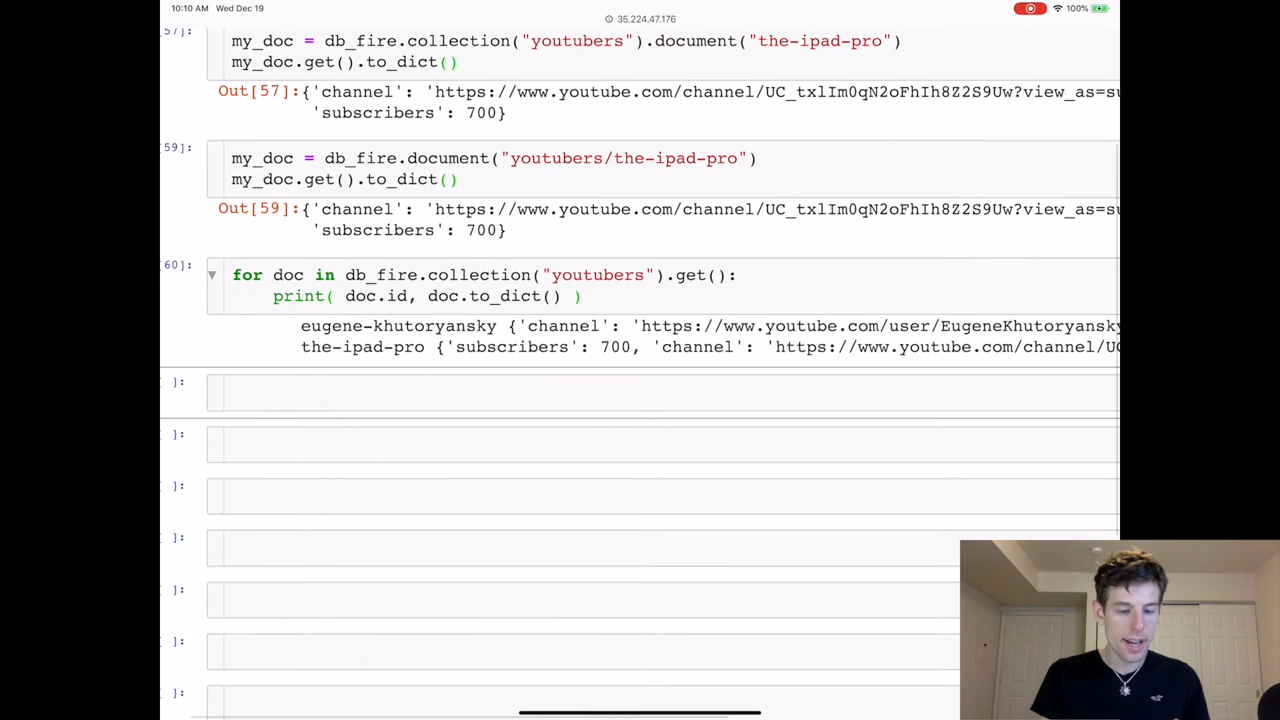 10:10 AM Wed Dec 19
100%
35.224.47.176
57]:
my_doc = db_fire.collection("youtubers").document("the-ipad-pro")
my_doc.get().to_dict()
Out[57]:{'channel': 'https://www.youtube.com/channel/UC_txlIm0qN2oFhIh8Z2S9Uw?view_as=su
'subscribers': 700}
59]:
my_doc = db_fire.document("youtubers/the-ipad-pro")
my_doc.get().to_dict()
Out[59]:{'channel': 'https://www.youtube.com/channel/UC_txlIm0qN2oFhIh8Z2S9Uw?view_as=su
'subscribers': 700}
[60]:
for doc in db_fire.collection("youtubers").get():
print( doc.id, doc.to_dict() )
eugene-khutoryansky {'channel': 'https://www.youtube.com/user/EugeneKhutoryansky
the-ipad-pro {'subscribers': 700, 'channel': 'https://www.youtube.com/channel/UC
[ ]:
[ ]:
[ ]:
[ ]:
[ ]:
[ ]:
[ ]: